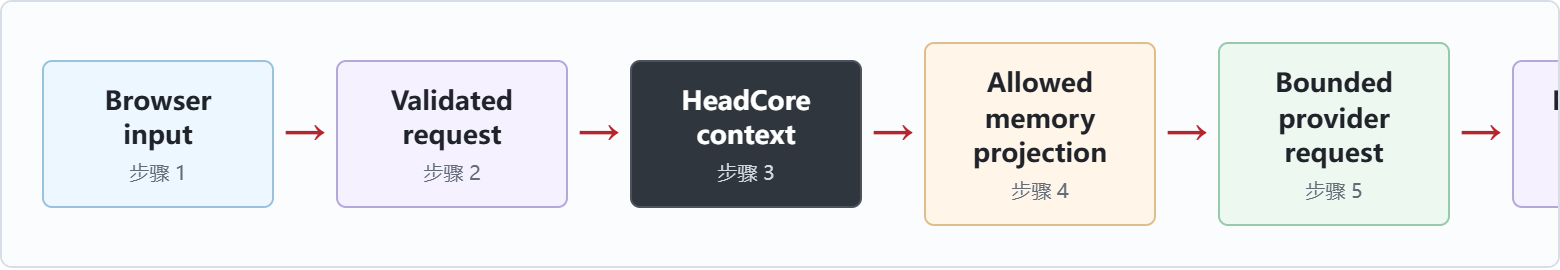 Browser
input
步骤 1
Validated
request
步骤 2
HeadCore
context
步骤 3
Allowed
memory
projection
步骤 4
Bounded
provider
request
步骤 5